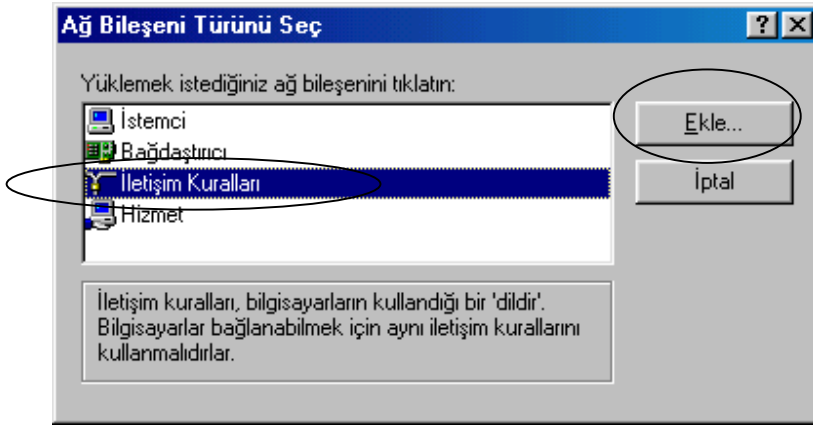 Ağ Bileşeni Türünü Seç
Yüklemek istediğiniz ağ bileşenini tıklatın:
İstemci
Bağdaştırıcı
İletişim Kuralları
Hizmet
Ekle...
İptal
İletişim kuralları, bilgisayarların kullandığı bir 'dildir'.
Bilgisayarlar bağlanabilmek için aynı iletişim kurallarını
kullanmalıdırlar.